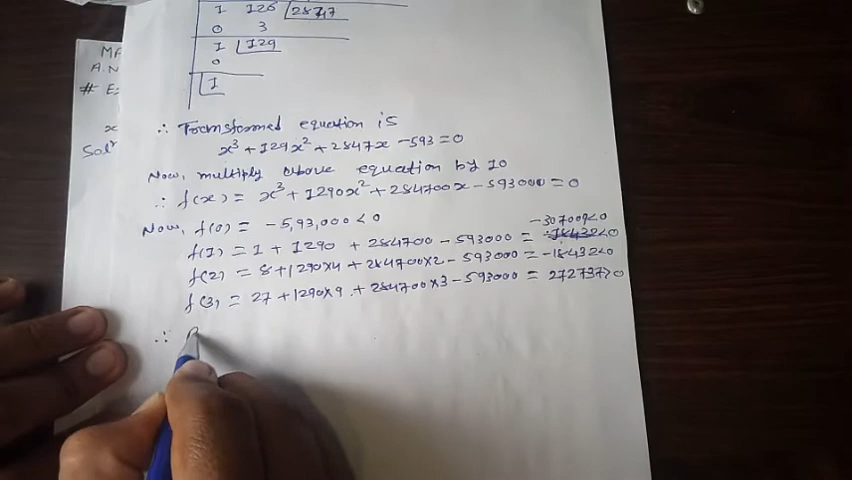 1 126 2847
0 3
1 129
0
1
MA
A.N
# E
x
Solⁿ
∴ Transformed equation is
x³ + 129x² + 2847x - 593 = 0
Now, multiply above equation by 10
∴ f(x) = x³ + 1290x² + 284700x - 593000 = 0
Now, f(0) = -5,93,000 < 0
f(1) = 1 + 1290 + 284700 - 593000 = -307009 < 0
f(2) = 8 + 1290×4 + 284700×2 - 593000 = -18432 < 0
f(3) = 27 + 1290×9 + 284700×3 - 593000 = 272737 > 0
∴